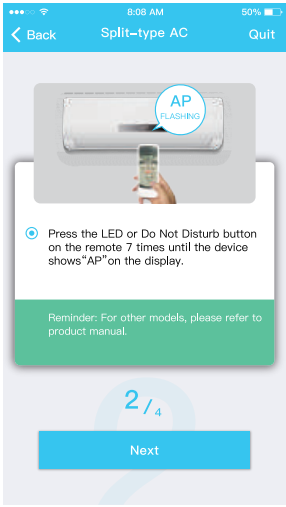 8:08 AM 50%
Back Split-type AC Quit
AP
FLASHING
Press the LED or Do Not Disturb button
on the remote 7 times until the device
shows“AP”on the display.
Reminder: For other models, please refer to
product manual.
2/4
Next